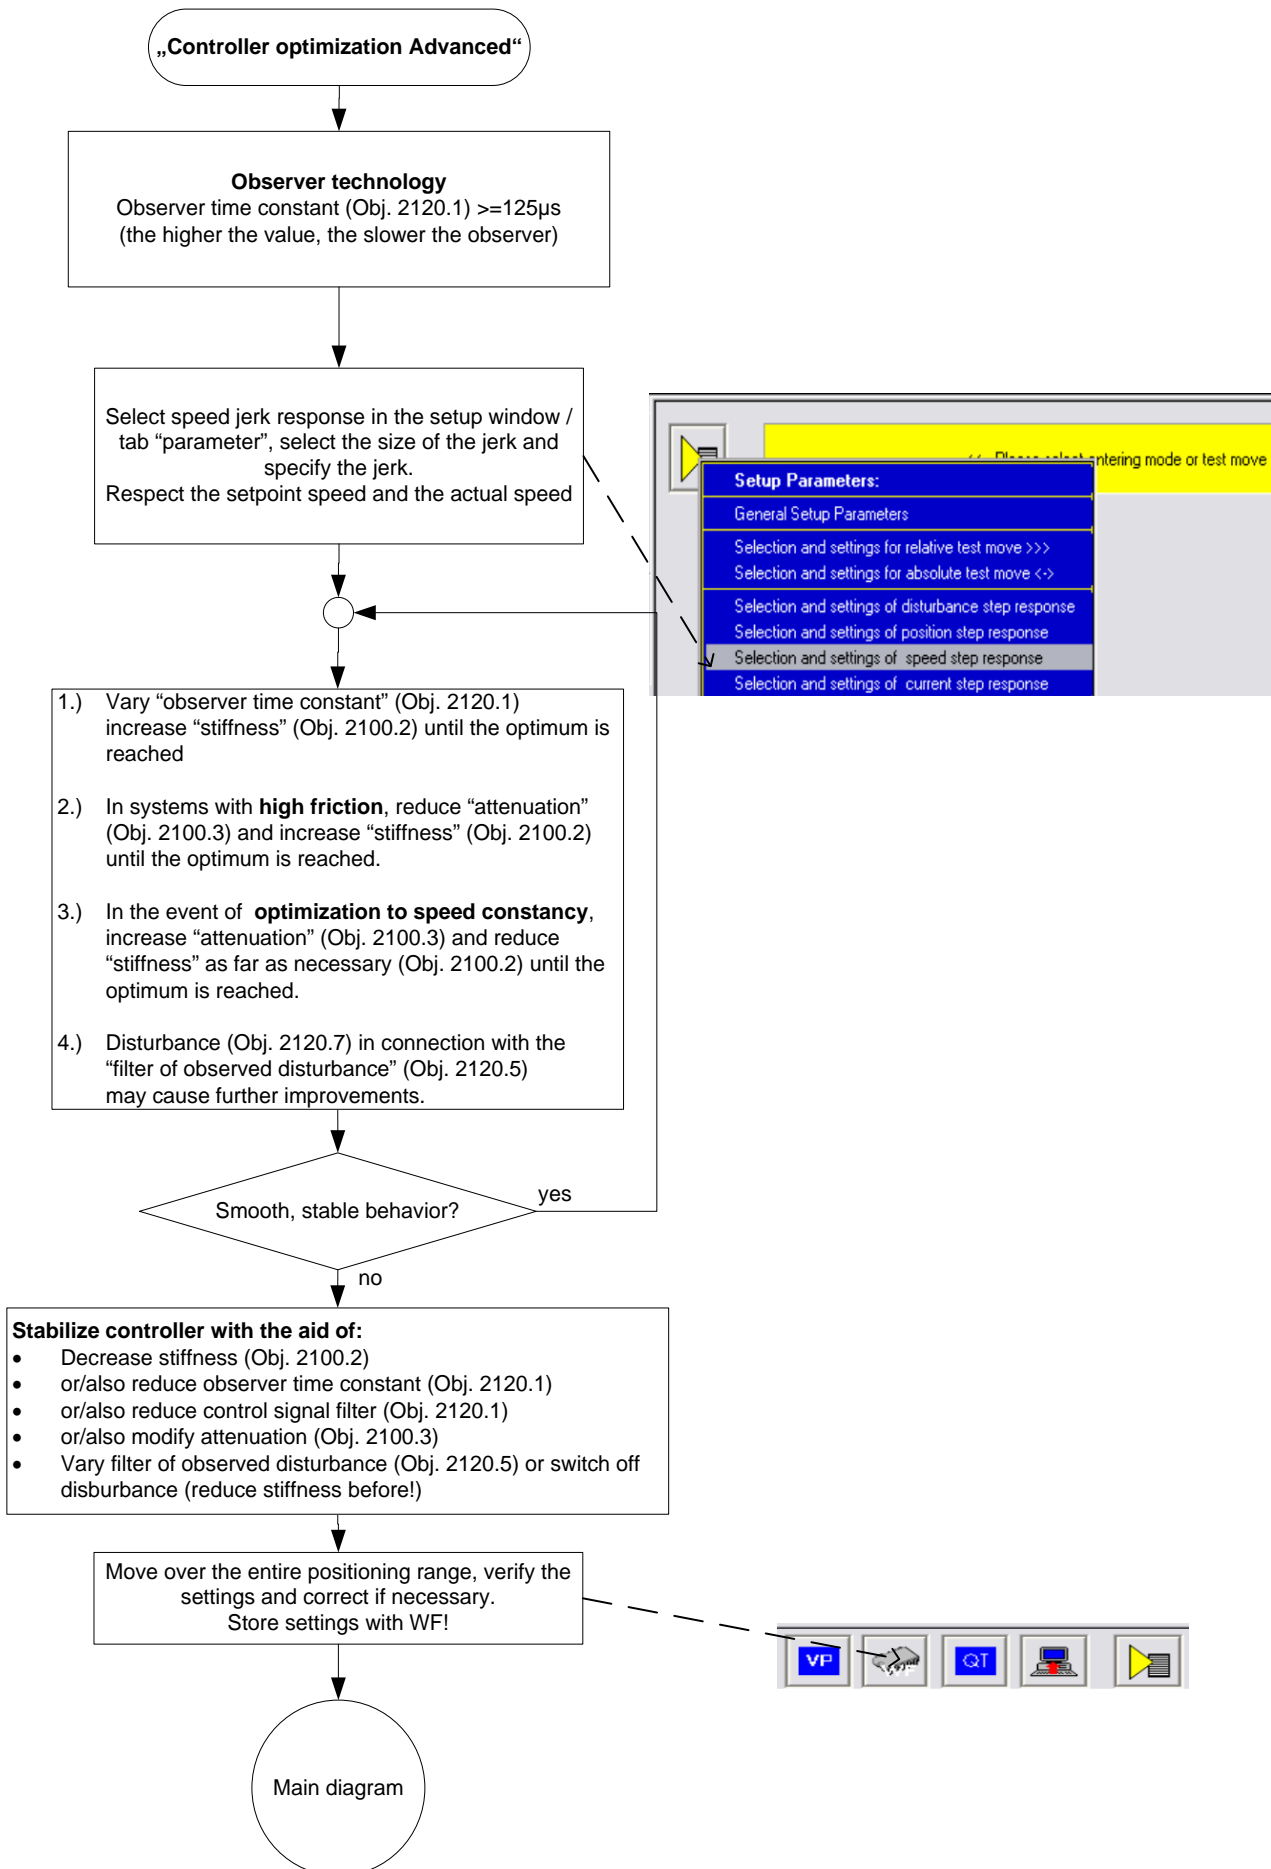 „Controller optimization Advanced“
Observer technology
Observer time constant (Obj. 2120.1) >=125µs
(the higher the value, the slower the observer)
Select speed jerk response in the setup window /
tab “parameter”, select the size of the jerk and
specify the jerk.
Respect the setpoint speed and the actual speed
entering mode or test move
Setup Parameters:
General Setup Parameters
Selection and settings for relative test move >>>
Selection and settings for absolute test move <->
Selection and settings of disturbance step response
Selection and settings of position step response
Selection and settings of speed step response
Selection and settings of current step response
1.) Vary “observer time constant” (Obj. 2120.1)
increase “stiffness” (Obj. 2100.2) until the optimum is
reached
2.) In systems with high friction, reduce “attenuation”
(Obj. 2100.3) and increase “stiffness” (Obj. 2100.2)
until the optimum is reached.
3.) In the event of optimization to speed constancy,
increase “attenuation” (Obj. 2100.3) and reduce
“stiffness” as far as necessary (Obj. 2100.2) until the
optimum is reached.
4.) Disturbance (Obj. 2120.7) in connection with the
“filter of observed disturbance” (Obj. 2120.5)
may cause further improvements.
Smooth, stable behavior?
yes
no
Stabilize controller with the aid of:
• Decrease stiffness (Obj. 2100.2)
• or/also reduce observer time constant (Obj. 2120.1)
• or/also reduce control signal filter (Obj. 2120.1)
• or/also modify attenuation (Obj. 2100.3)
• Vary filter of observed disturbance (Obj. 2120.5) or switch off
disburbance (reduce stiffness before!)
Move over the entire positioning range, verify the
settings and correct if necessary.
Store settings with WF!
VP
WF
QT
Main diagram